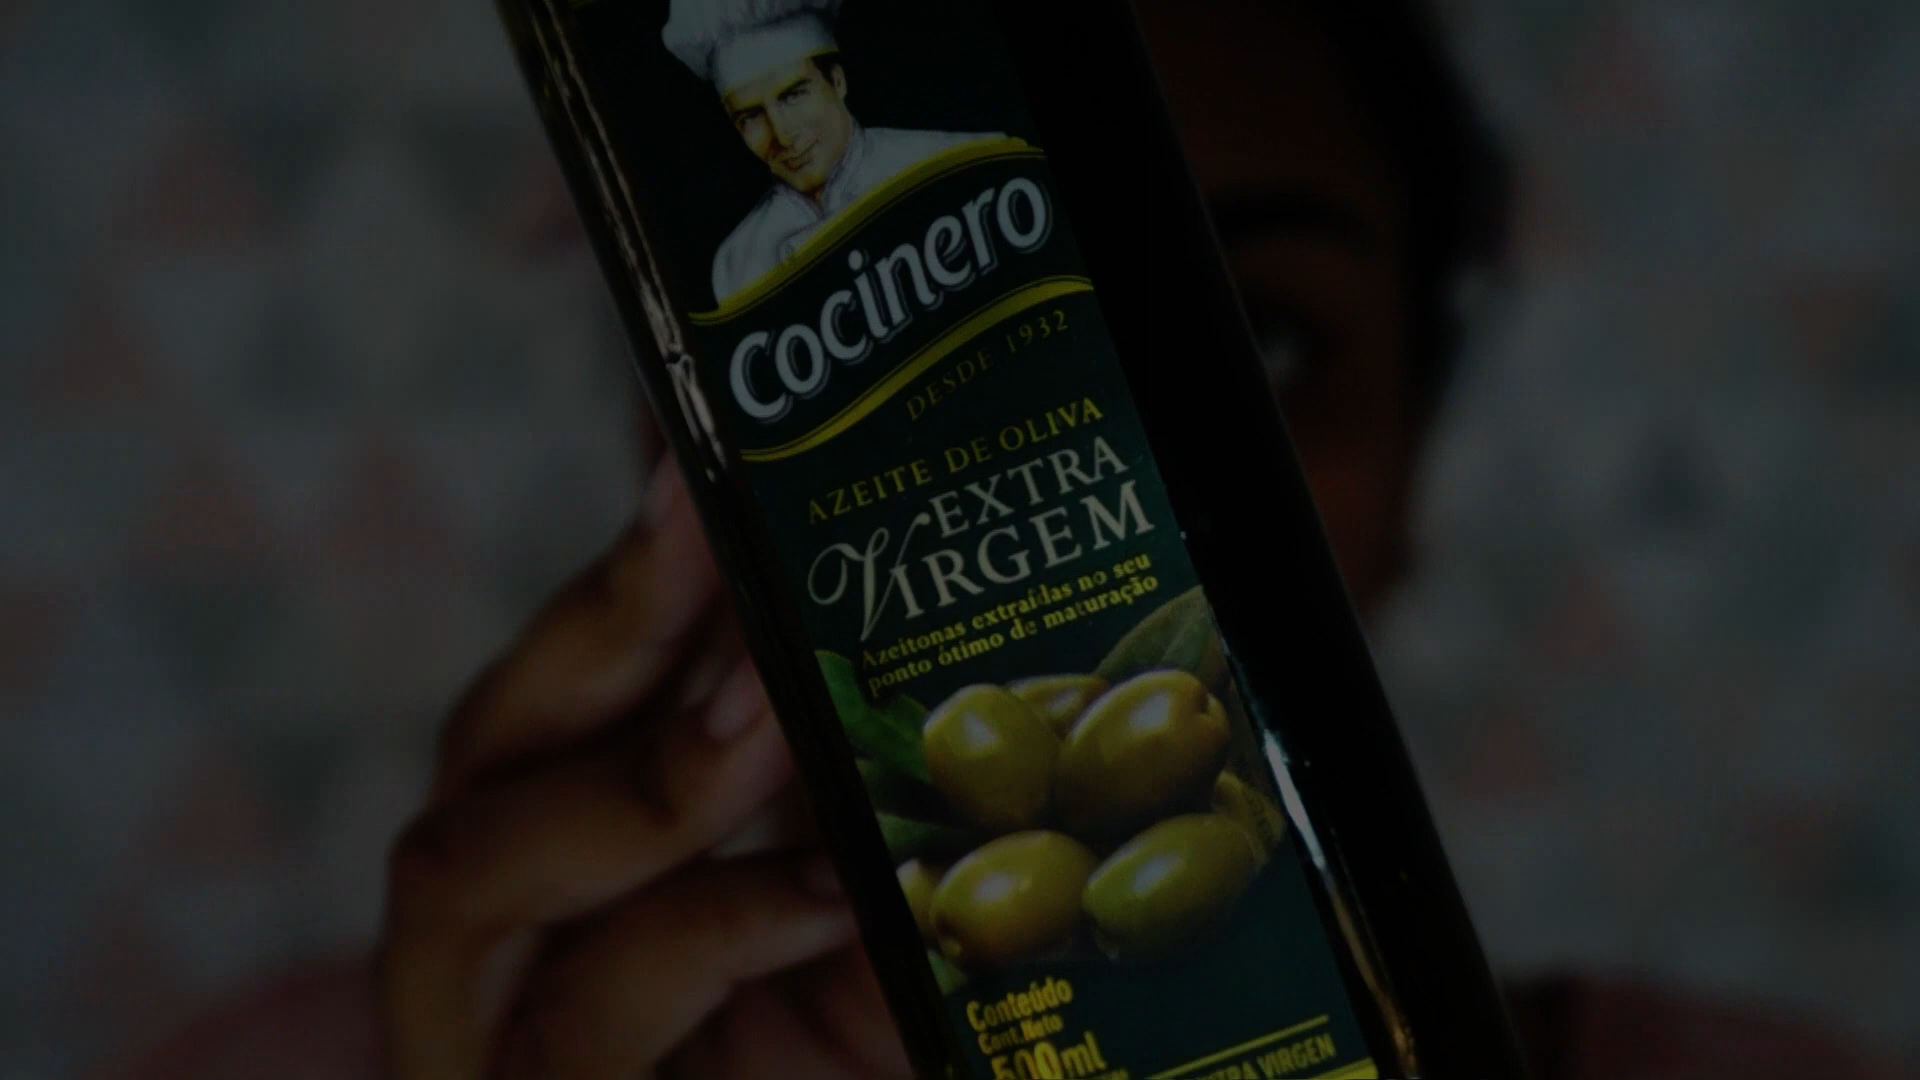 Cocinero
DESDE 1932
AZEITE DE OLIVA
EXTRA
VIRGEM
Azeitonas extraídas no seu
ponto ótimo de maturação
Conteúdo
Cont. Neto
500ml
EXTRA VIRGEN